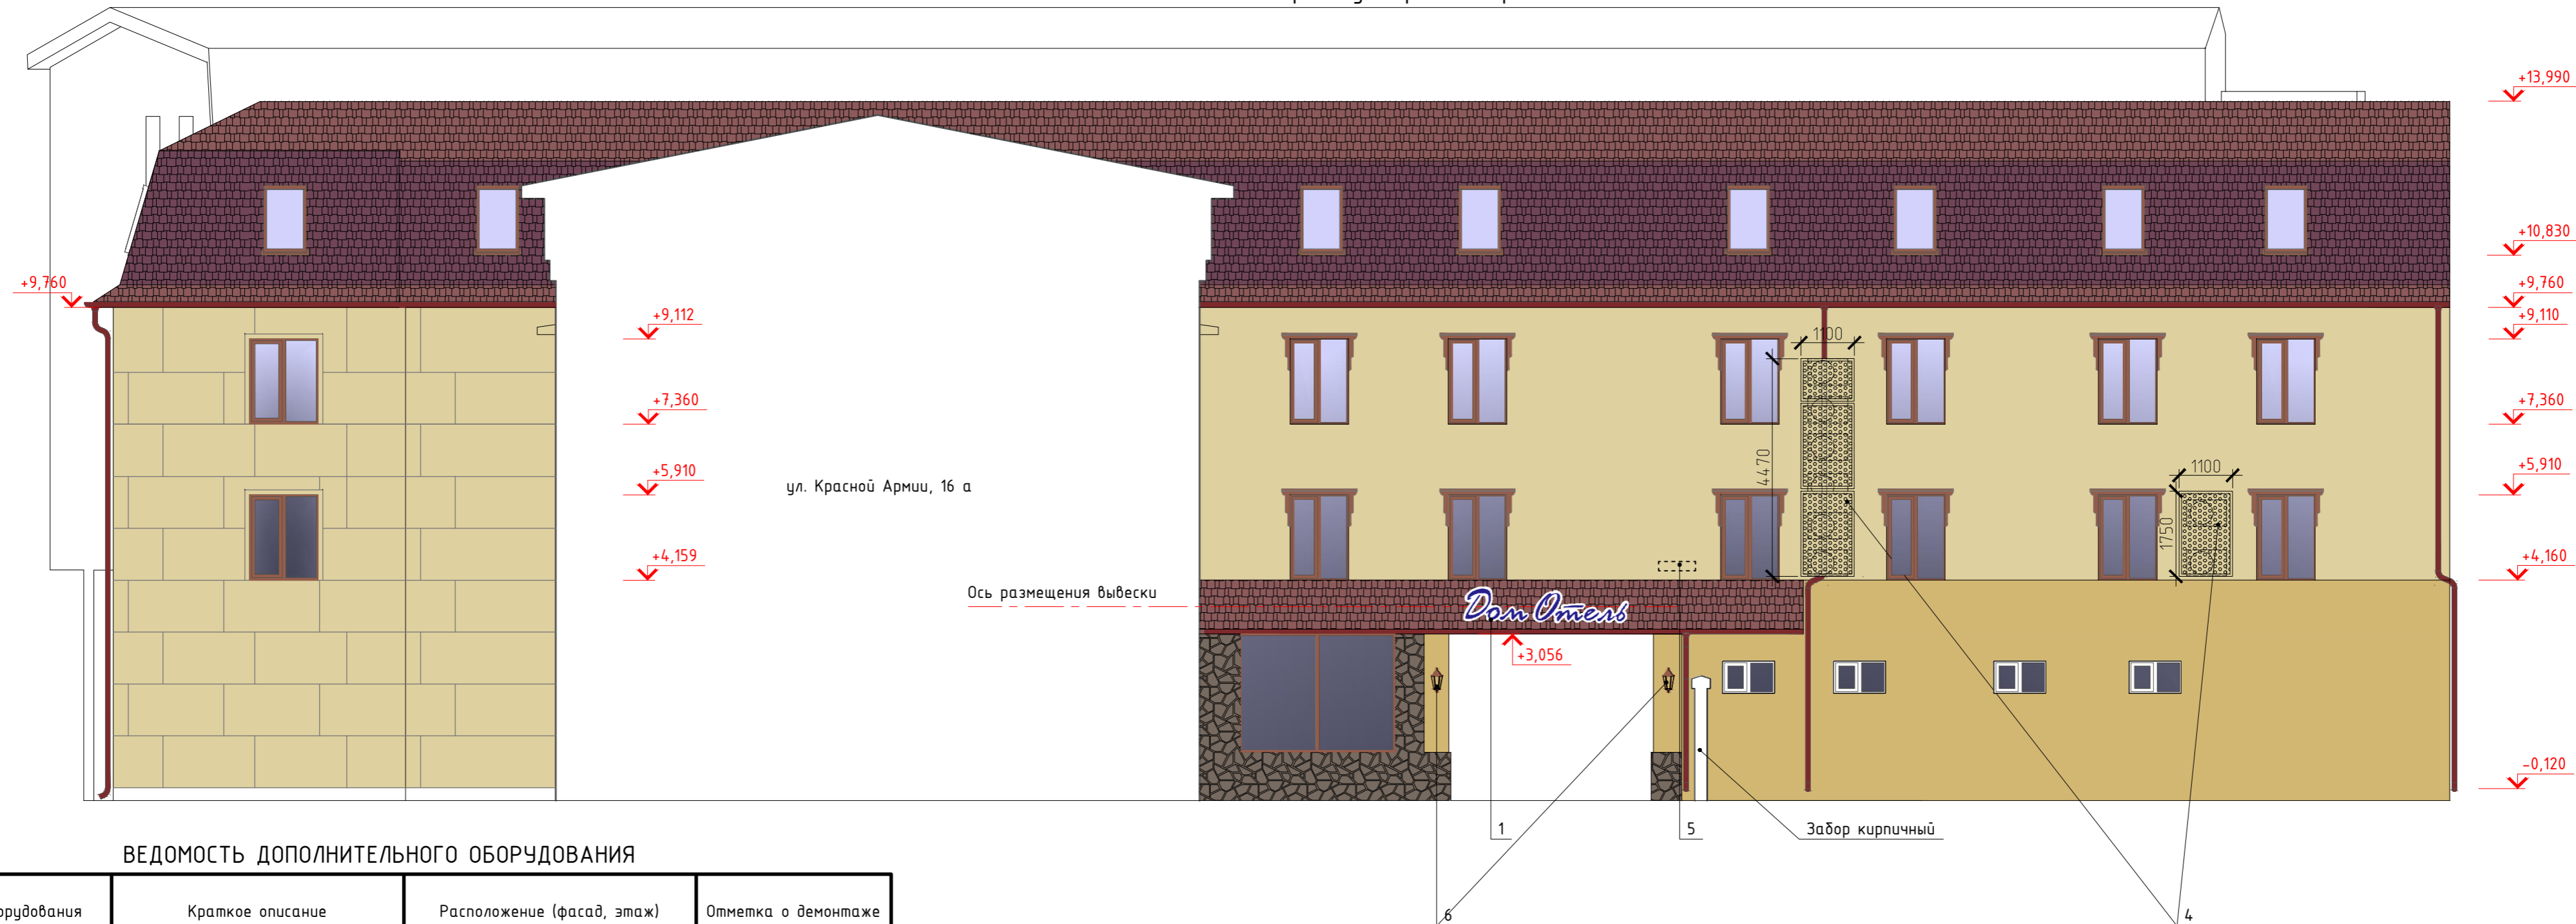 +13,990
+10,830
+9,760
+9,760
+9,112
+9,110
1100
+7,360
+7,360
4470
+5,910
ул. Красной Армии, 16 а
1100
+5,910
1750
+4,159
+4,160
Ось размещения вывески
Дом Отель
+3,056
-0,120
1
5
Забор кирпичный
ВЕДОМОСТЬ ДОПОЛНИТЕЛЬНОГО ОБОРУДОВАНИЯ
Краткое описание
Расположение (фасад, этаж)
Отметка о демонтаже
6
4